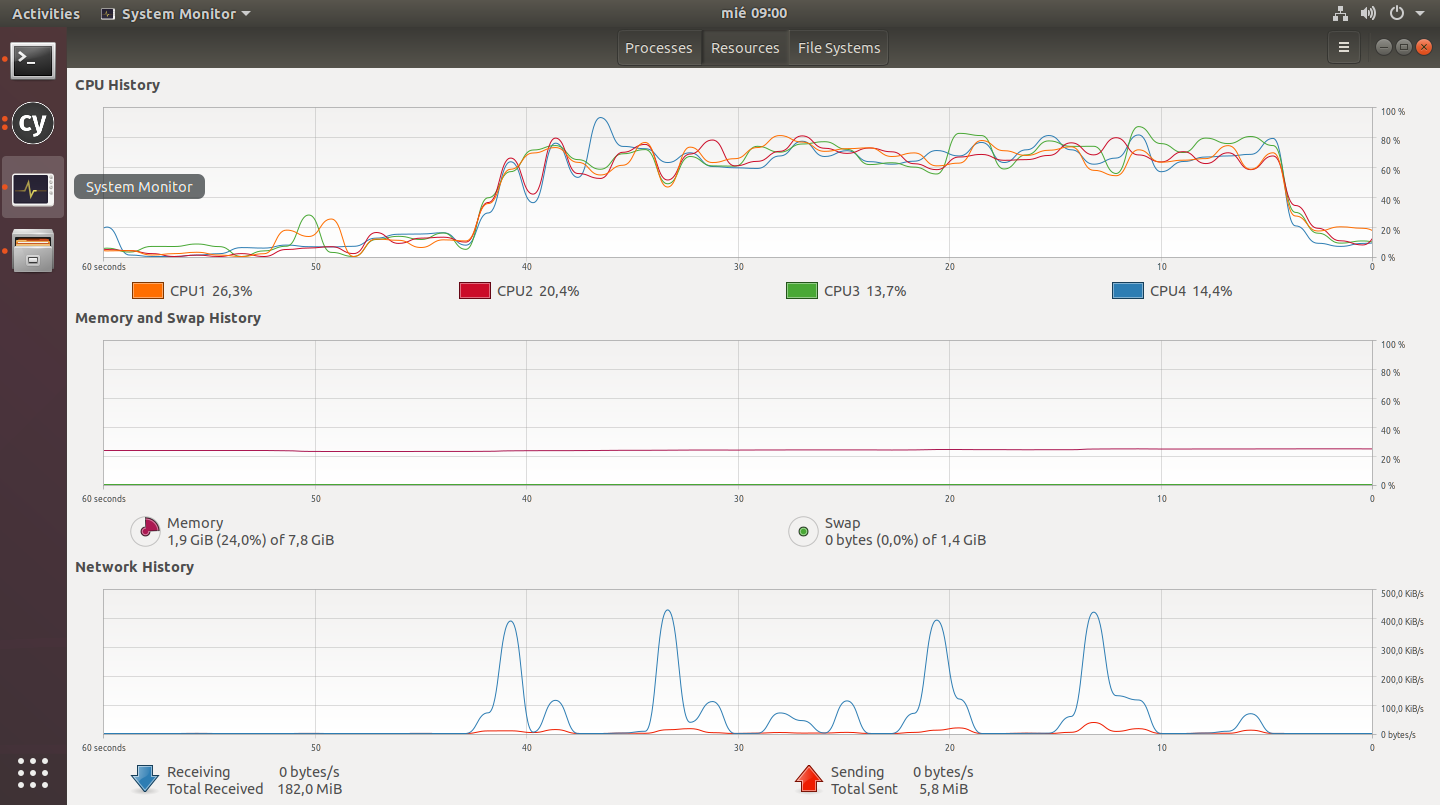 Activities System Monitor mié 09:00
Processes Resources File Systems
cy
System Monitor
CPU History
100 %
80 %
60 %
40 %
20 %
0 %
60 seconds 50 40 30 20 10 0
CPU1 26,3% CPU2 20,4% CPU3 13,7% CPU4 14,4%
Memory and Swap History
100 %
80 %
60 %
40 %
20 %
0 %
60 seconds 50 40 30 20 10 0
Memory
1,9 GiB (24,0%) of 7,8 GiB
Swap
0 bytes (0,0%) of 1,4 GiB
Network History
500,0 KiB/s
400,0 KiB/s
300,0 KiB/s
200,0 KiB/s
100,0 KiB/s
0 bytes/s
60 seconds 50 40 30 20 10 0
Receiving 0 bytes/s
Total Received 182,0 MiB
Sending 0 bytes/s
Total Sent 5,8 MiB